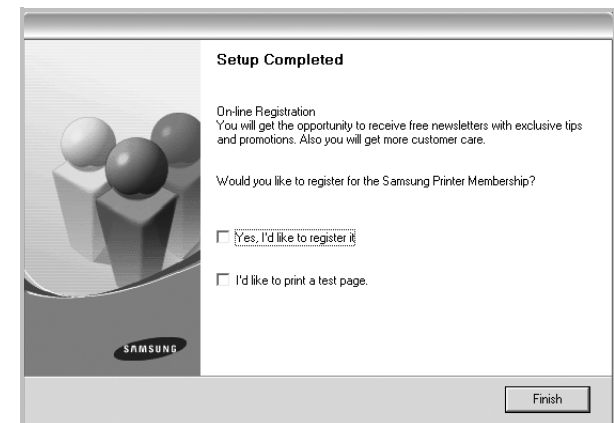 Setup Completed
On-line Registration
You will get the opportunity to receive free newsletters with exclusive tips
and promotions. Also you will get more customer care.
Would you like to register for the Samsung Printer Membership?
Yes, I'd like to register it
I'd like to print a test page.
SAMSUNG
Finish